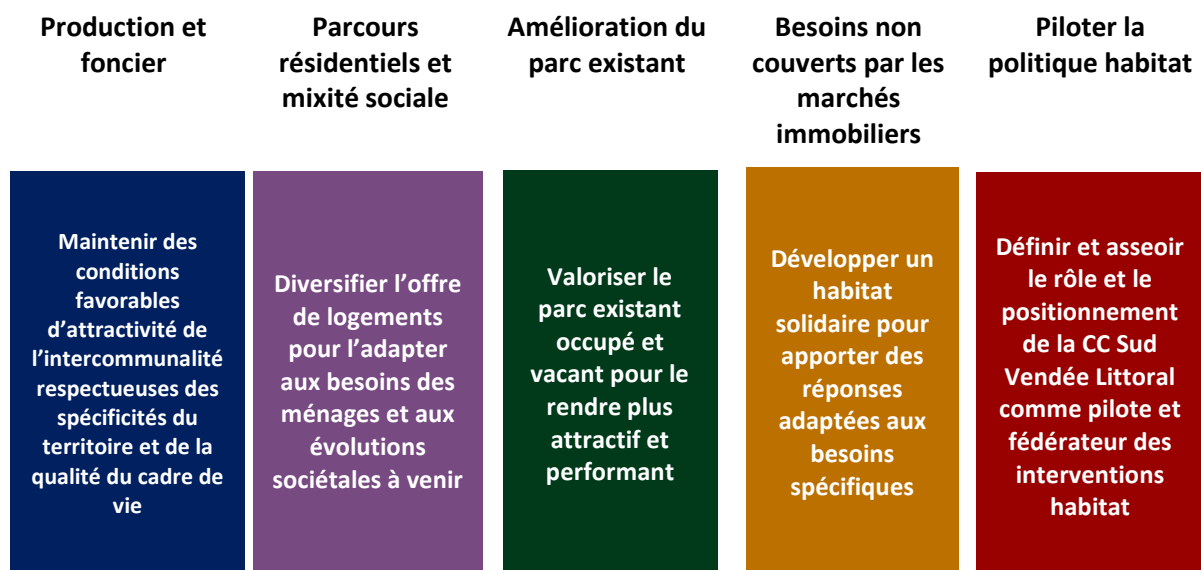 Production et
foncier
Parcours
résidentiels et
mixité sociale
Amélioration du
parc existant
Besoins non
couverts par les
marchés
immobiliers
Piloter la
politique habitat
Maintenir des
conditions
favorables
d’attractivité de
l’intercommunalité
respectueuses des
spécificités du
territoire et de la
qualité du cadre de
vie
Diversifier l’offre
de logements
pour l’adapter
aux besoins des
ménages et aux
évolutions
sociétales à venir
Valoriser le
parc existant
occupé et
vacant pour le
rendre plus
attractif et
performant
Développer un
habitat
solidaire pour
apporter des
réponses
adaptées aux
besoins
spécifiques
Définir et asseoir
le rôle et le
positionnement
de la CC Sud
Vendée Littoral
comme pilote et
fédérateur des
interventions
habitat